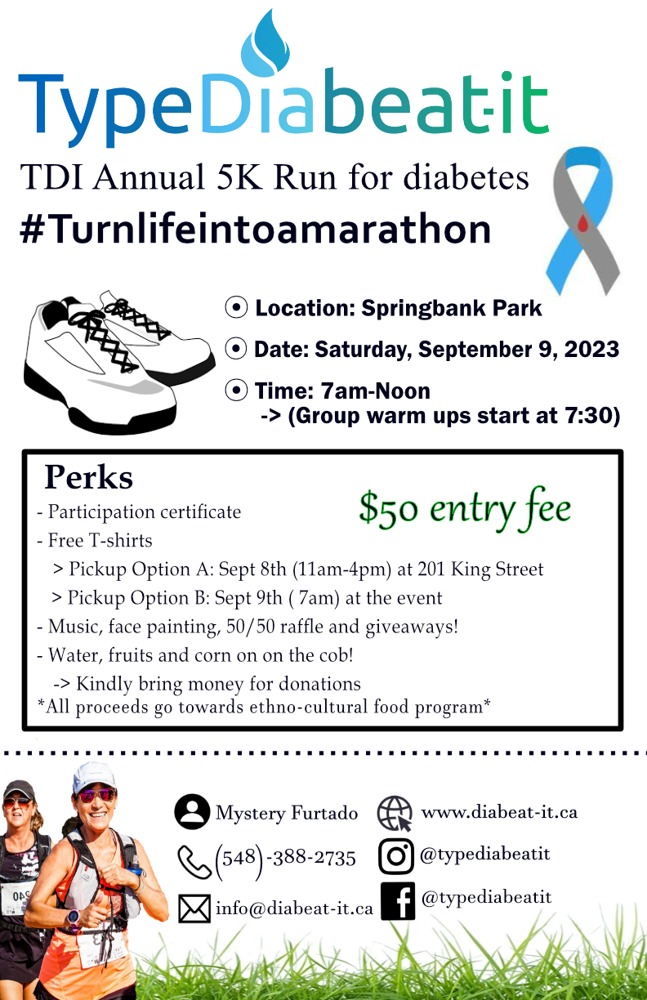 TypeDiabeat-it
TDI Annual 5K Run for diabetes
#Turnlifeintoamarathon
Location: Springbank Park
Date: Saturday, September 9, 2023
Time: 7am-Noon
-> (Group warm ups start at 7:30)
Perks
$50 entry fee
- Participation certificate
- Free T-shirts
> Pickup Option A: Sept 8th (11am-4pm) at 201 King Street
> Pickup Option B: Sept 9th ( 7am) at the event
- Music, face painting, 50/50 raffle and giveaways!
- Water, fruits and corn on on the cob!
-> Kindly bring money for donations
*All proceeds go towards ethno-cultural food program*
Mystery Furtado
(548)-388-2735
info@diabeat-it.ca
www.diabeat-it.ca
@typediabeatit
@typediabeatit